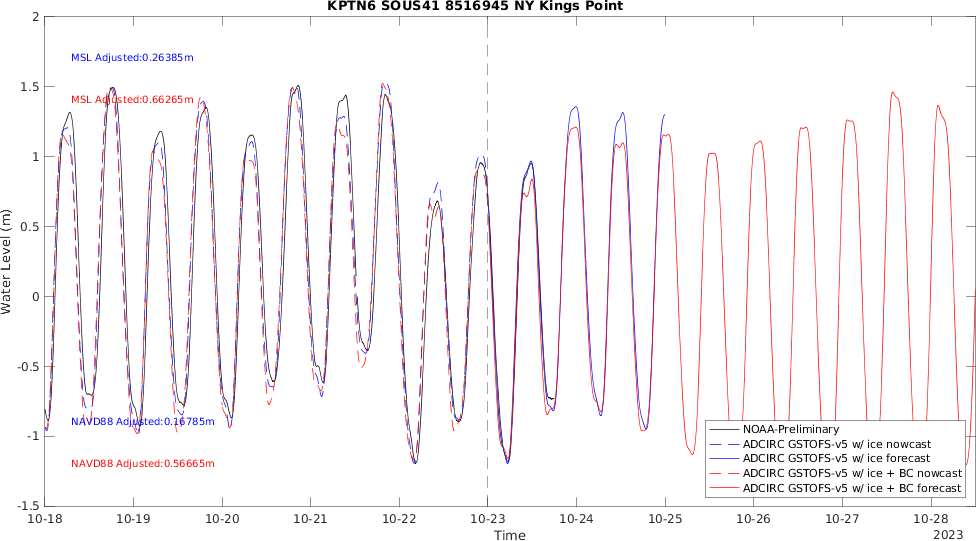 KPTN6 SOUS41 8516945 NY Kings Point
2
1.5
1
0.5
0
-0.5
-1
-1.5
Water Level (m)
MSL Adjusted:0.26385m
MSL Adjusted:0.66265m
NAVD88 Adjusted:0.16785m
NAVD88 Adjusted:0.56665m
NOAA-Preliminary
ADCIRC GSTOFS-v5 w/ ice nowcast
ADCIRC GSTOFS-v5 w/ ice forecast
ADCIRC GSTOFS-v5 w/ ice + BC nowcast
ADCIRC GSTOFS-v5 w/ ice + BC forecast
10-18 10-19 10-20 10-21 10-22 10-23 10-24 10-25 10-26 10-27 10-28
Time
2023